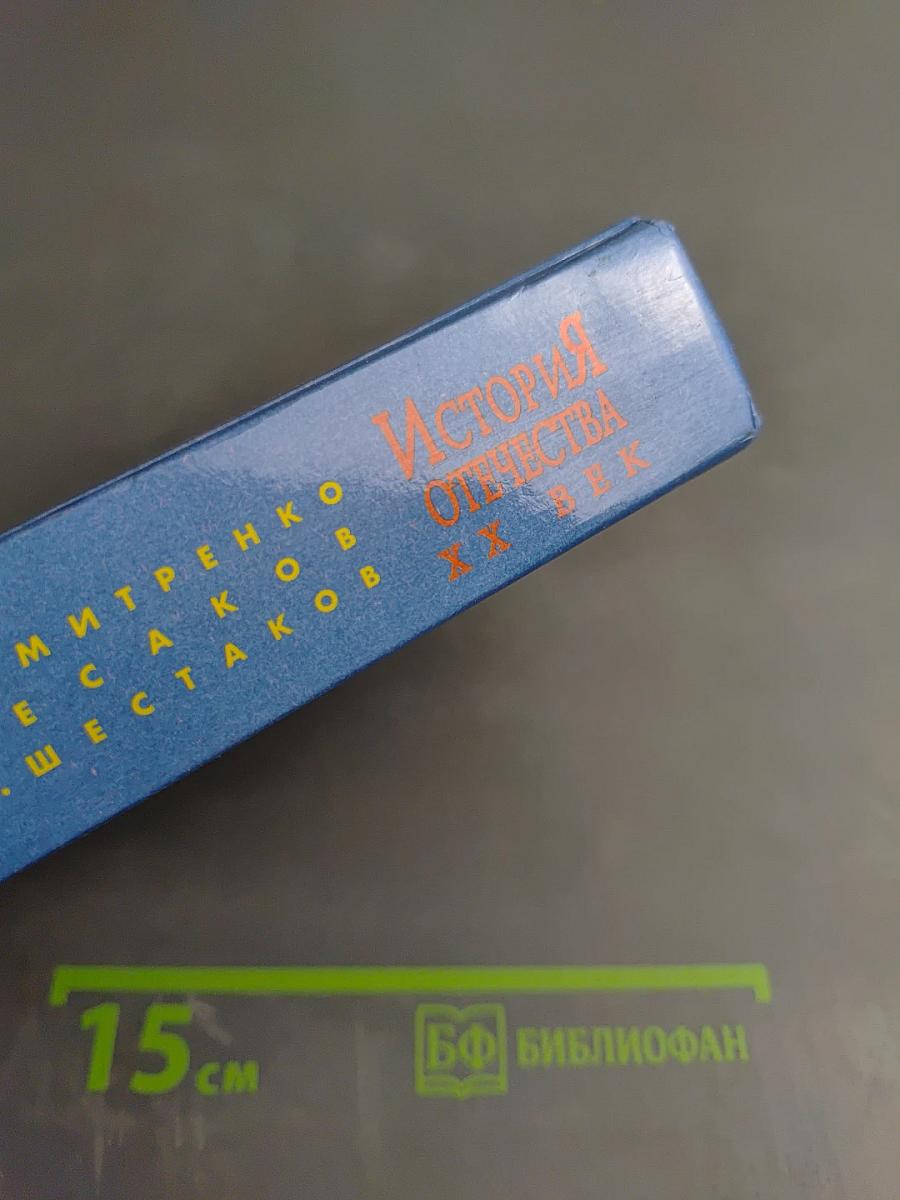 ИСТОРИЯ
ОТЕЧЕСТВА
XX ВЕК
МИТРЕНКО
ЕСАКОВ
.ШЕСТАКОВ
15 см
БФ БИБЛИОФАН